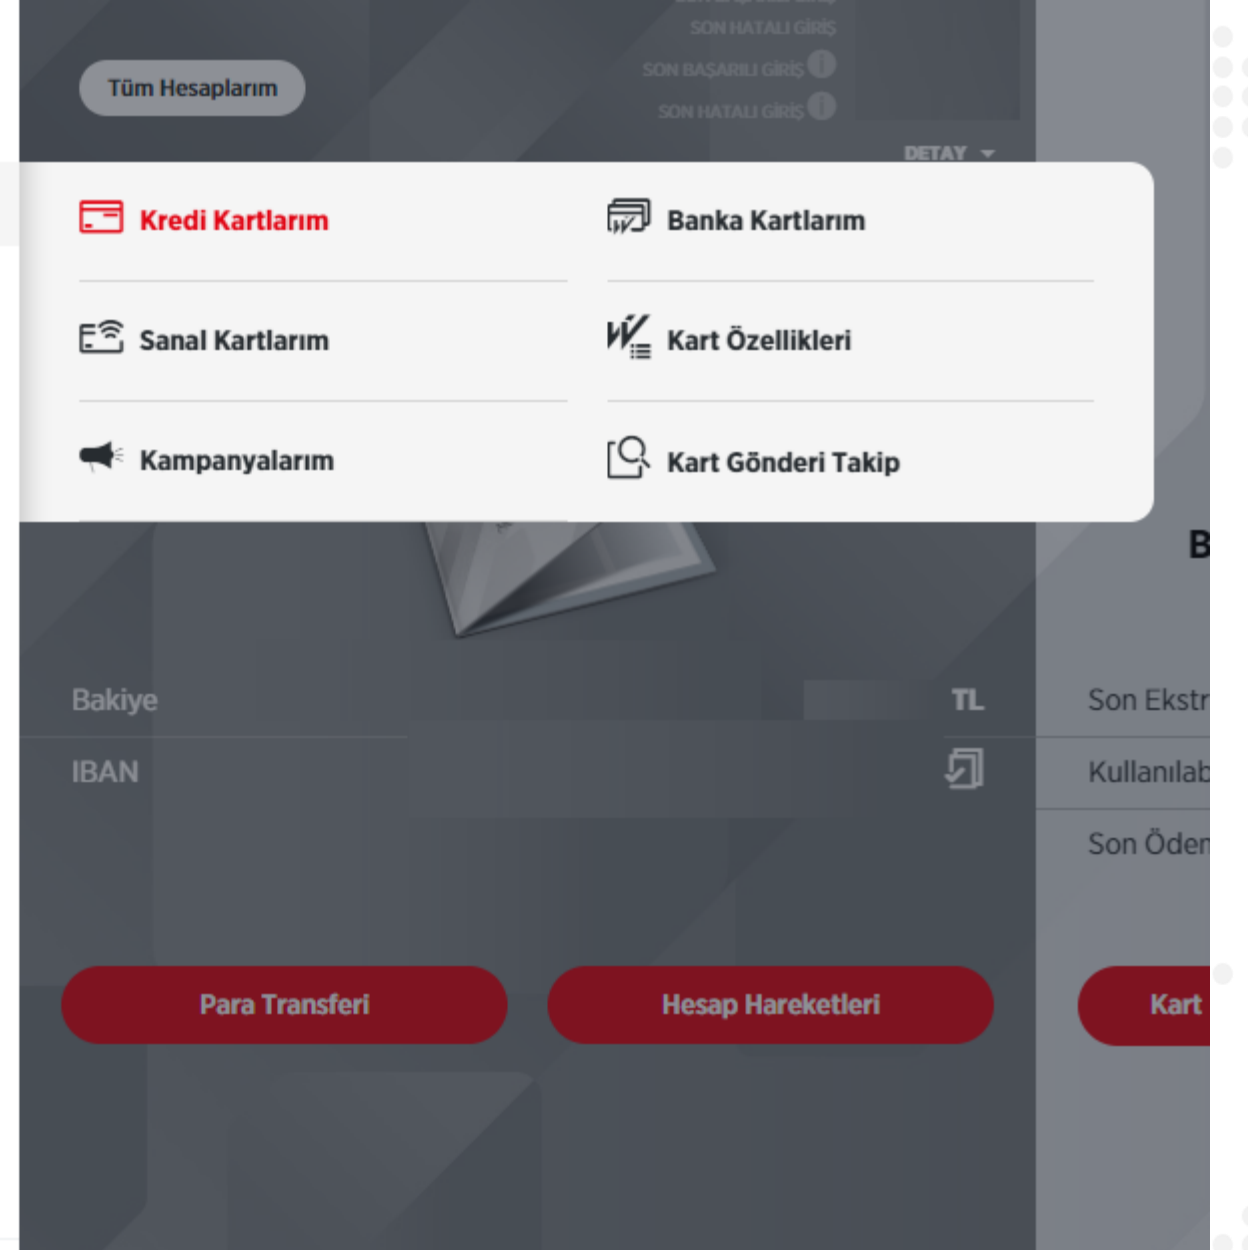 SON HATALI GİRİŞ
SON BAŞARILI GİRİŞ
SON HATALI GİRİŞ
Tüm Hesaplarım
DETAY
Kredi Kartlarım
Banka Kartlarım
Sanal Kartlarım
Kart Özellikleri
Kampanyalarım
Kart Gönderi Takip
B
Bakiye TL
Son Ekstr
IBAN
Kullanılab
Son Öden
Para Transferi
Hesap Hareketleri
Kart